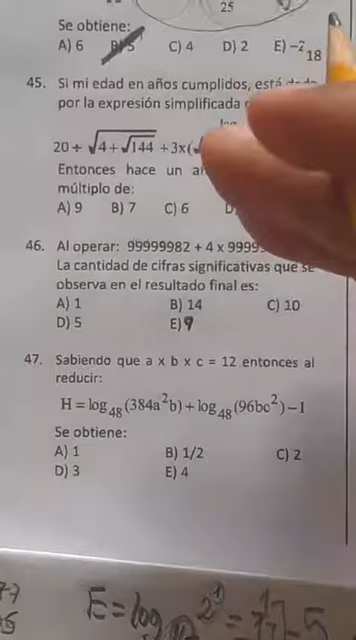 25
Se obtiene:
A) 6 B) 5 C) 4 D) 2 E) –2
18
45. Si mi edad en años cumplidos, está
por la expresión simplificada
20 ÷ √4 + √144 + 3x(
Entonces hace un
múltiplo de:
A) 9 B) 7 C) 6 D
46. Al operar: 99999982 + 4 x 9999
La cantidad de cifras significativas que se
observa en el resultado final es:
A) 1 B) 14 C) 10
D) 5 E) 9
47. Sabiendo que a x b x c = 12 entonces al
reducir:
H = log₄₈(384a²b) + log₄₈(96bc²) – 1
Se obtiene:
A) 1 B) 1/2 C) 2
D) 3 E) 4
E = log